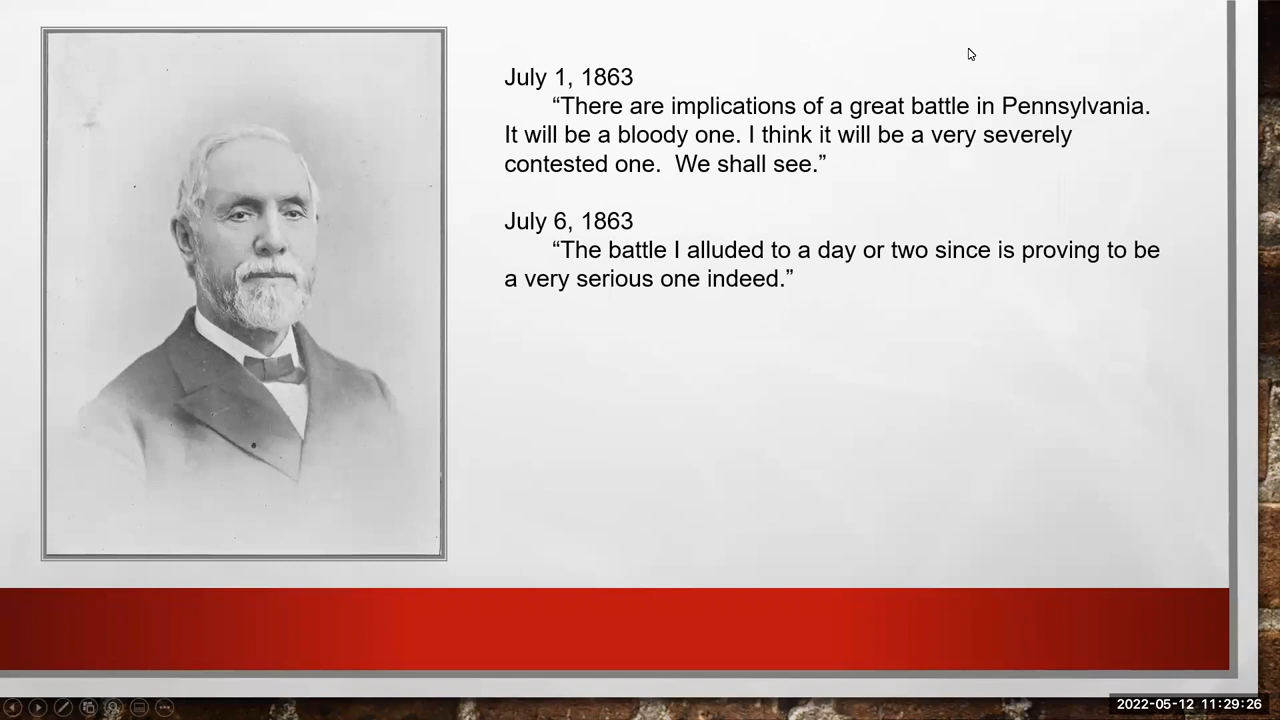 July 1, 1863
“There are implications of a great battle in Pennsylvania.
It will be a bloody one. I think it will be a very severely
contested one.  We shall see.”
July 6, 1863
“The battle I alluded to a day or two since is proving to be
a very serious one indeed.”
2022-05-12 11:29:26